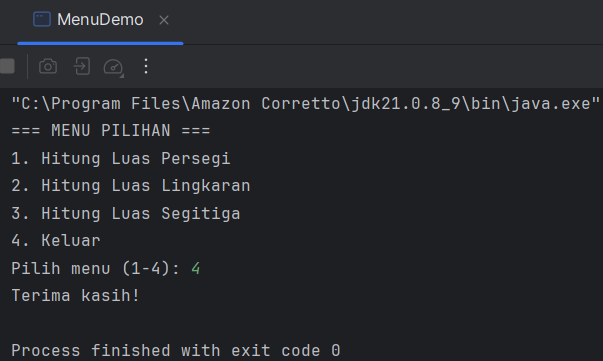 MenuDemo
"C:\Program Files\Amazon Corretto\jdk21.0.8_9\bin\java.exe"
=== MENU PILIHAN ===
1. Hitung Luas Persegi
2. Hitung Luas Lingkaran
3. Hitung Luas Segitiga
4. Keluar
Pilih menu (1-4): 4
Terima kasih!
Process finished with exit code 0